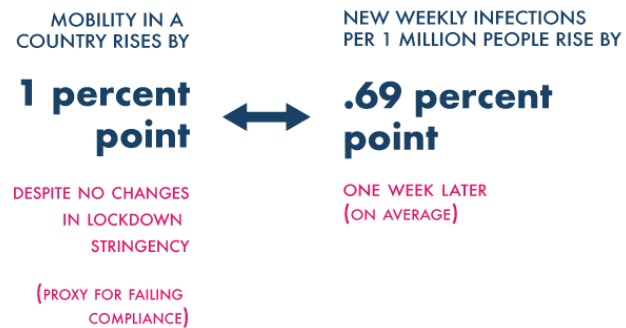 MOBILITY IN A
COUNTRY RISES BY
1 percent
point
DESPITE NO CHANGES
IN LOCKDOWN
STRINGENCY
(PROXY FOR FAILING
COMPLIANCE)
NEW WEEKLY INFECTIONS
PER 1 MILLION PEOPLE RISE BY
.69 percent
point
ONE WEEK LATER
(ON AVERAGE)